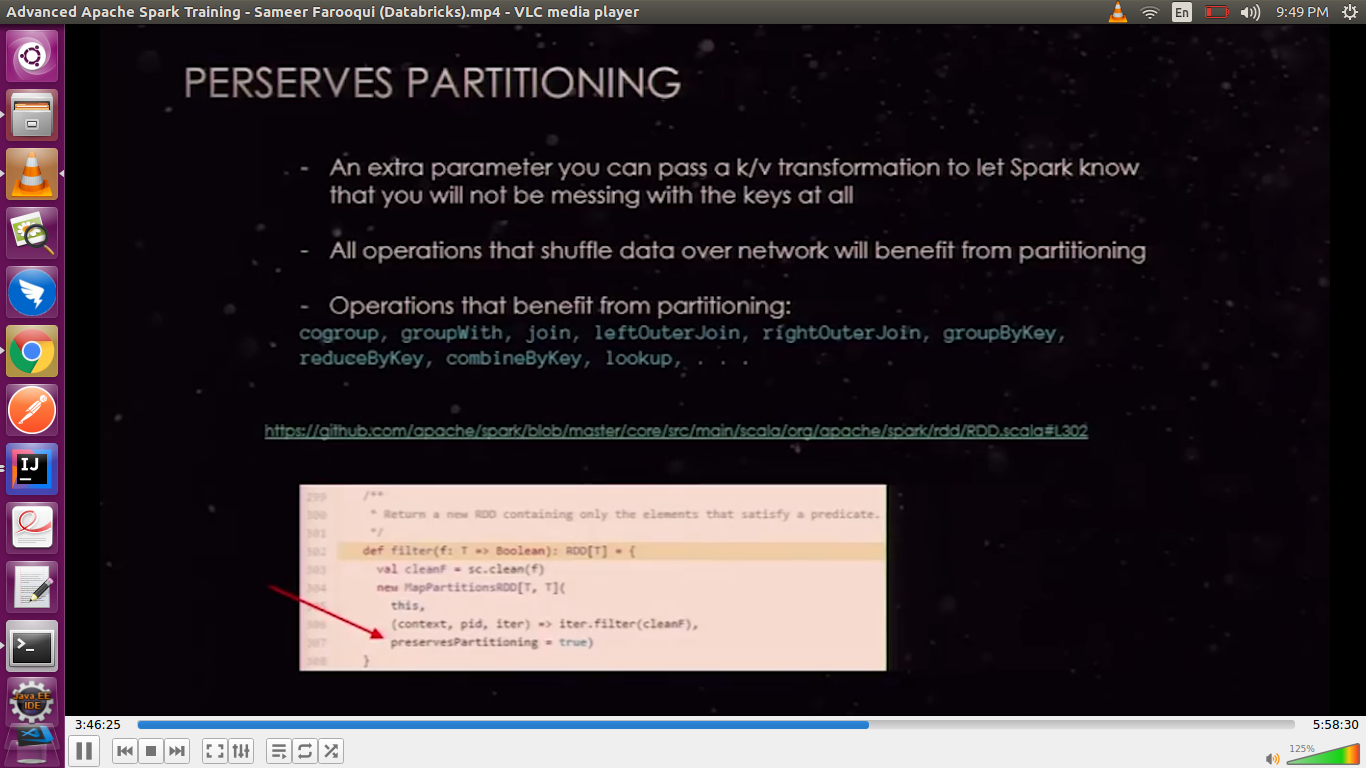 Advanced Apache Spark Training - Sameer Farooqui (Databricks).mp4 - VLC media player
En
9:49 PM
PERSERVES PARTITIONING
- An extra parameter you can pass a k/v transformation to let Spark know
that you will not be messing with the keys at all
- All operations that shuffle data over network will benefit from partitioning
- Operations that benefit from partitioning:
cogroup, groupWith, join, leftOuterJoin, rightOuterJoin, groupByKey,
reduceByKey, combineByKey, lookup, . . .
https://github.com/apache/spark/blob/master/core/src/main/scala/org/apache/spark/rdd/RDD.scala#L302
299 /**
300 * Return a new RDD containing only the elements that satisfy a predicate.
301 */
302 def filter(f: T => Boolean): RDD[T] = {
303 val cleanF = sc.clean(f)
304 new MapPartitionsRDD[T, T](
this,
306 (context, pid, iter) => iter.filter(cleanF),
307 preservesPartitioning = true)
308 }
IJ
>_
Java EE
IDE
3:46:25
5:58:30
125%